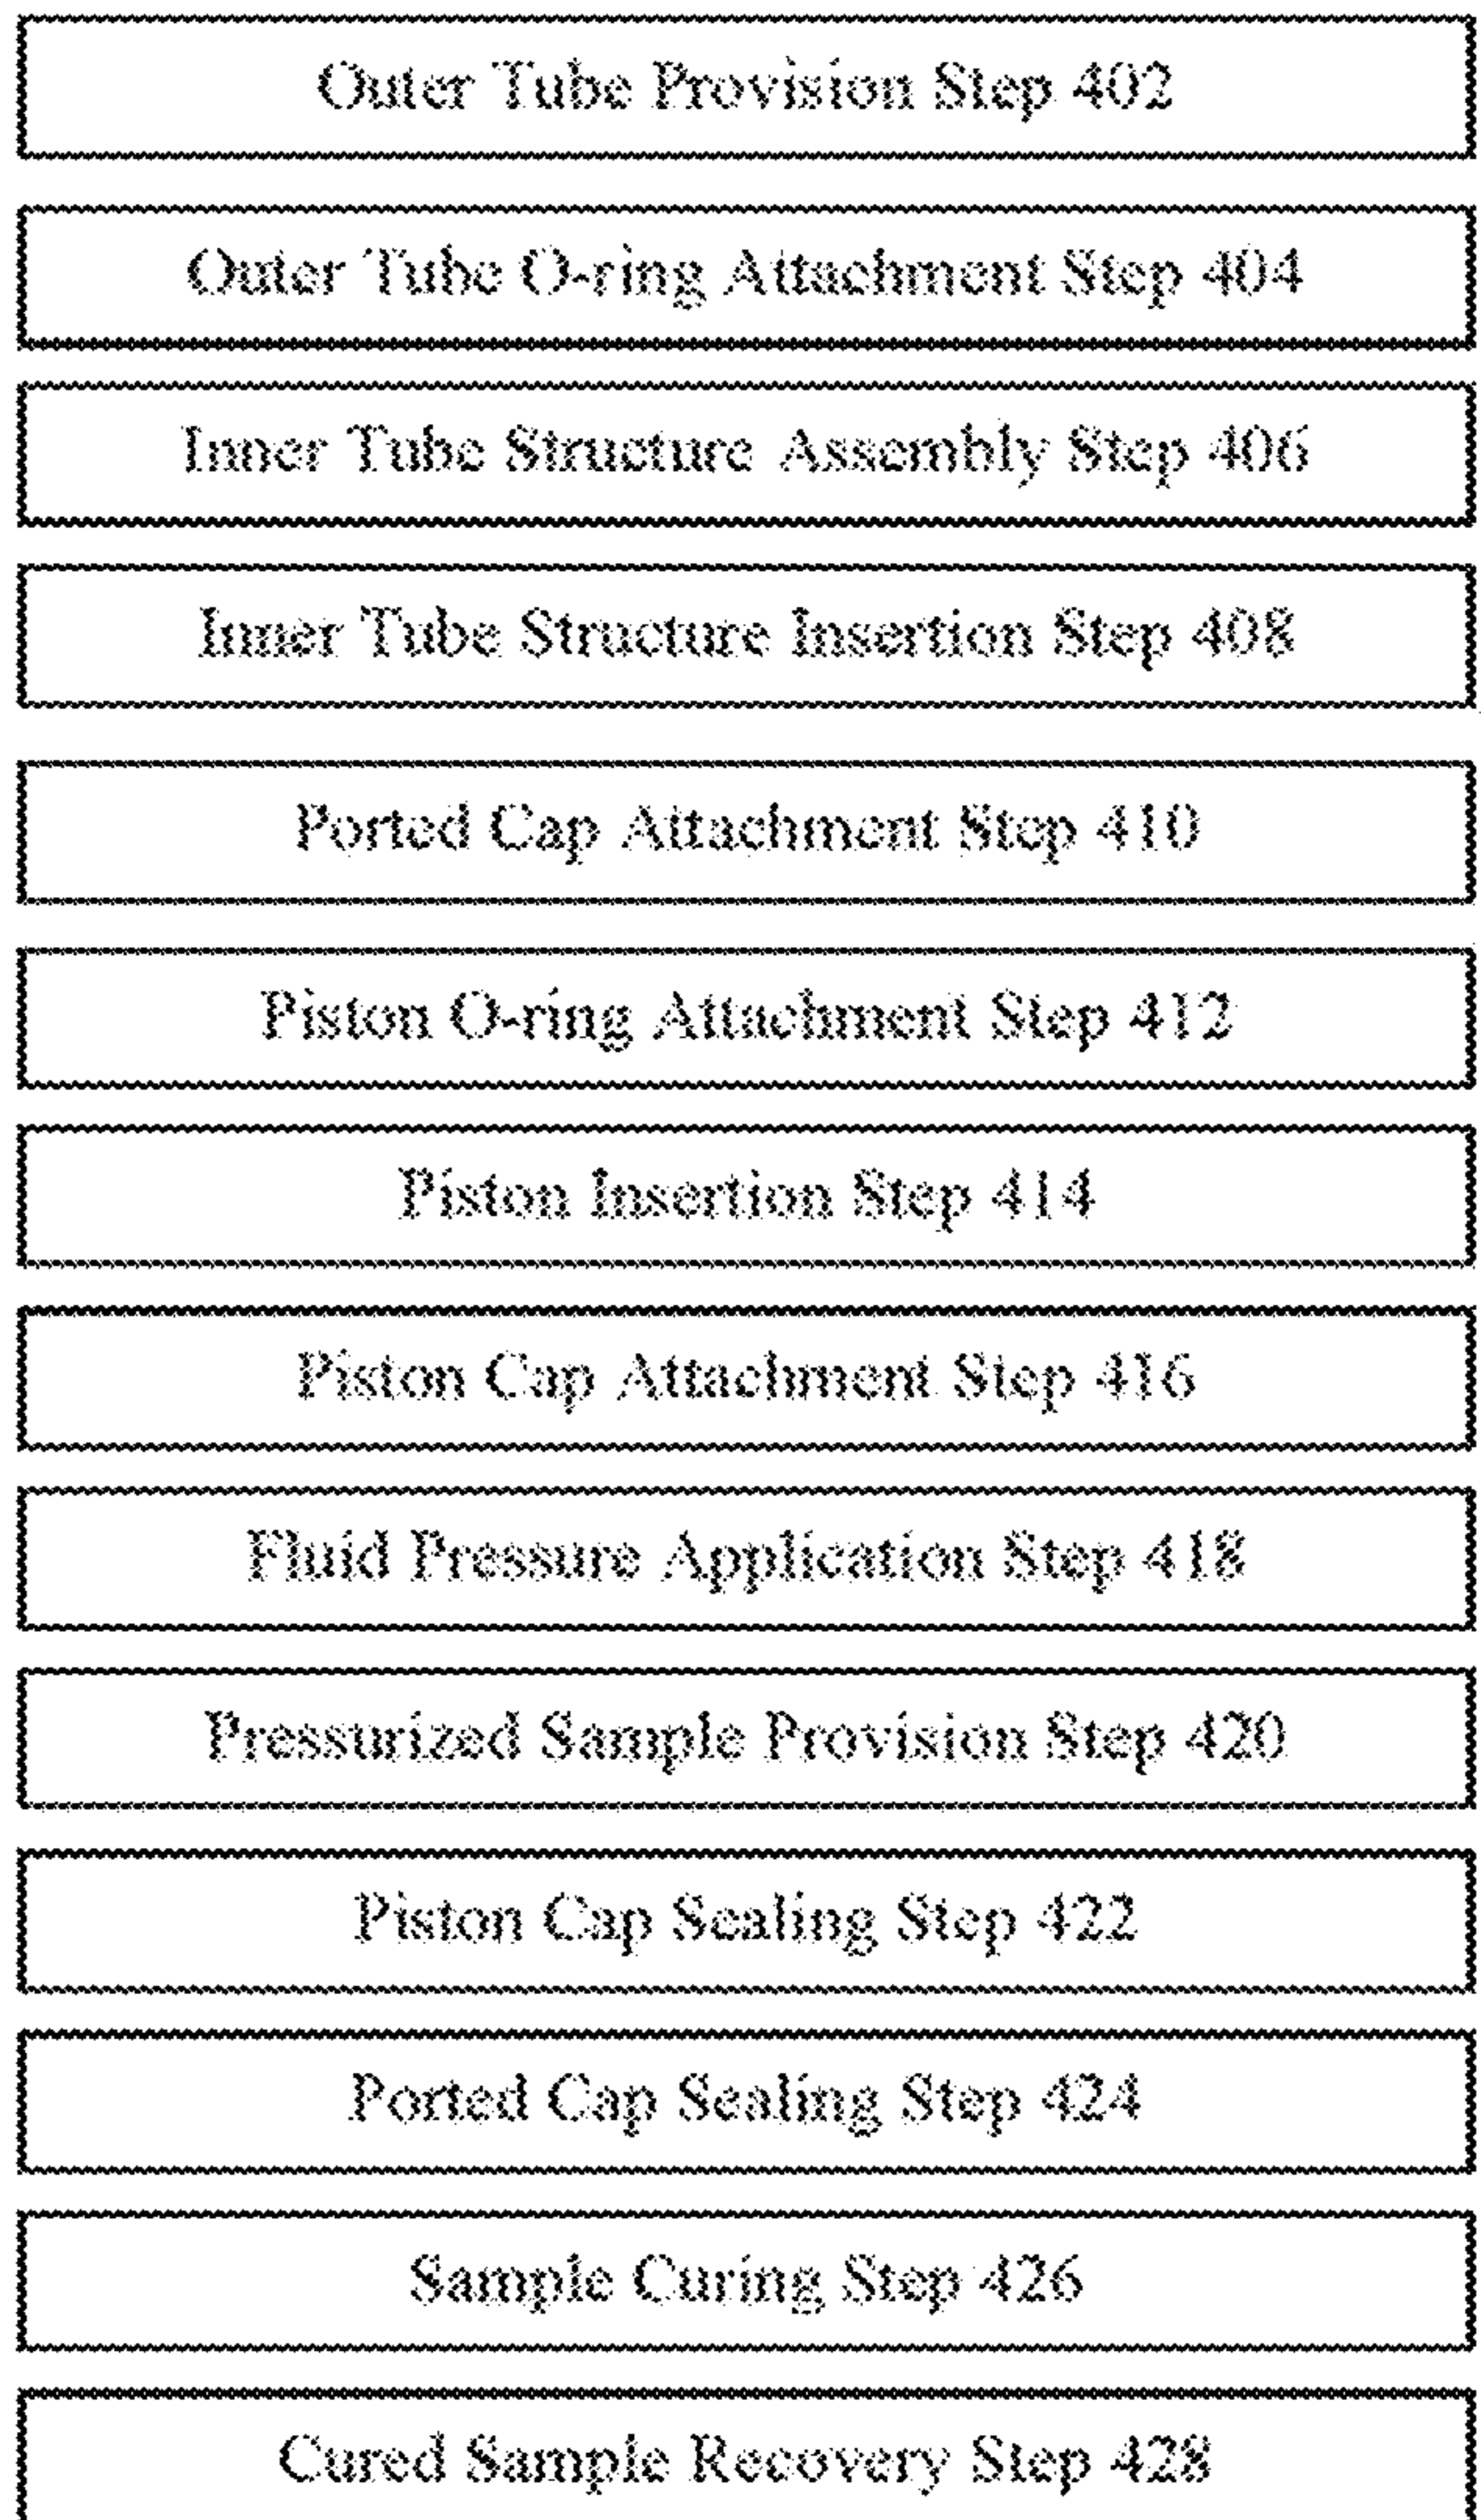 Outer Tube Provision Step 402
Outer Tube O-ring Attachment Step 404
Inner Tube Structure Assembly Step 406
Inner Tube Structure Insertion Step 408
Ported Cap Attachment Step 410
Piston O-ring Attachment Step 412
Piston Insertion Step 414
Piston Cap Attachment Step 416
Fluid Pressure Application Step 418
Pressurized Sample Provision Step 420
Piston Cap Sealing Step 422
Ported Cap Sealing Step 424
Sample Curing Step 426
Cured Sample Recovery Step 428